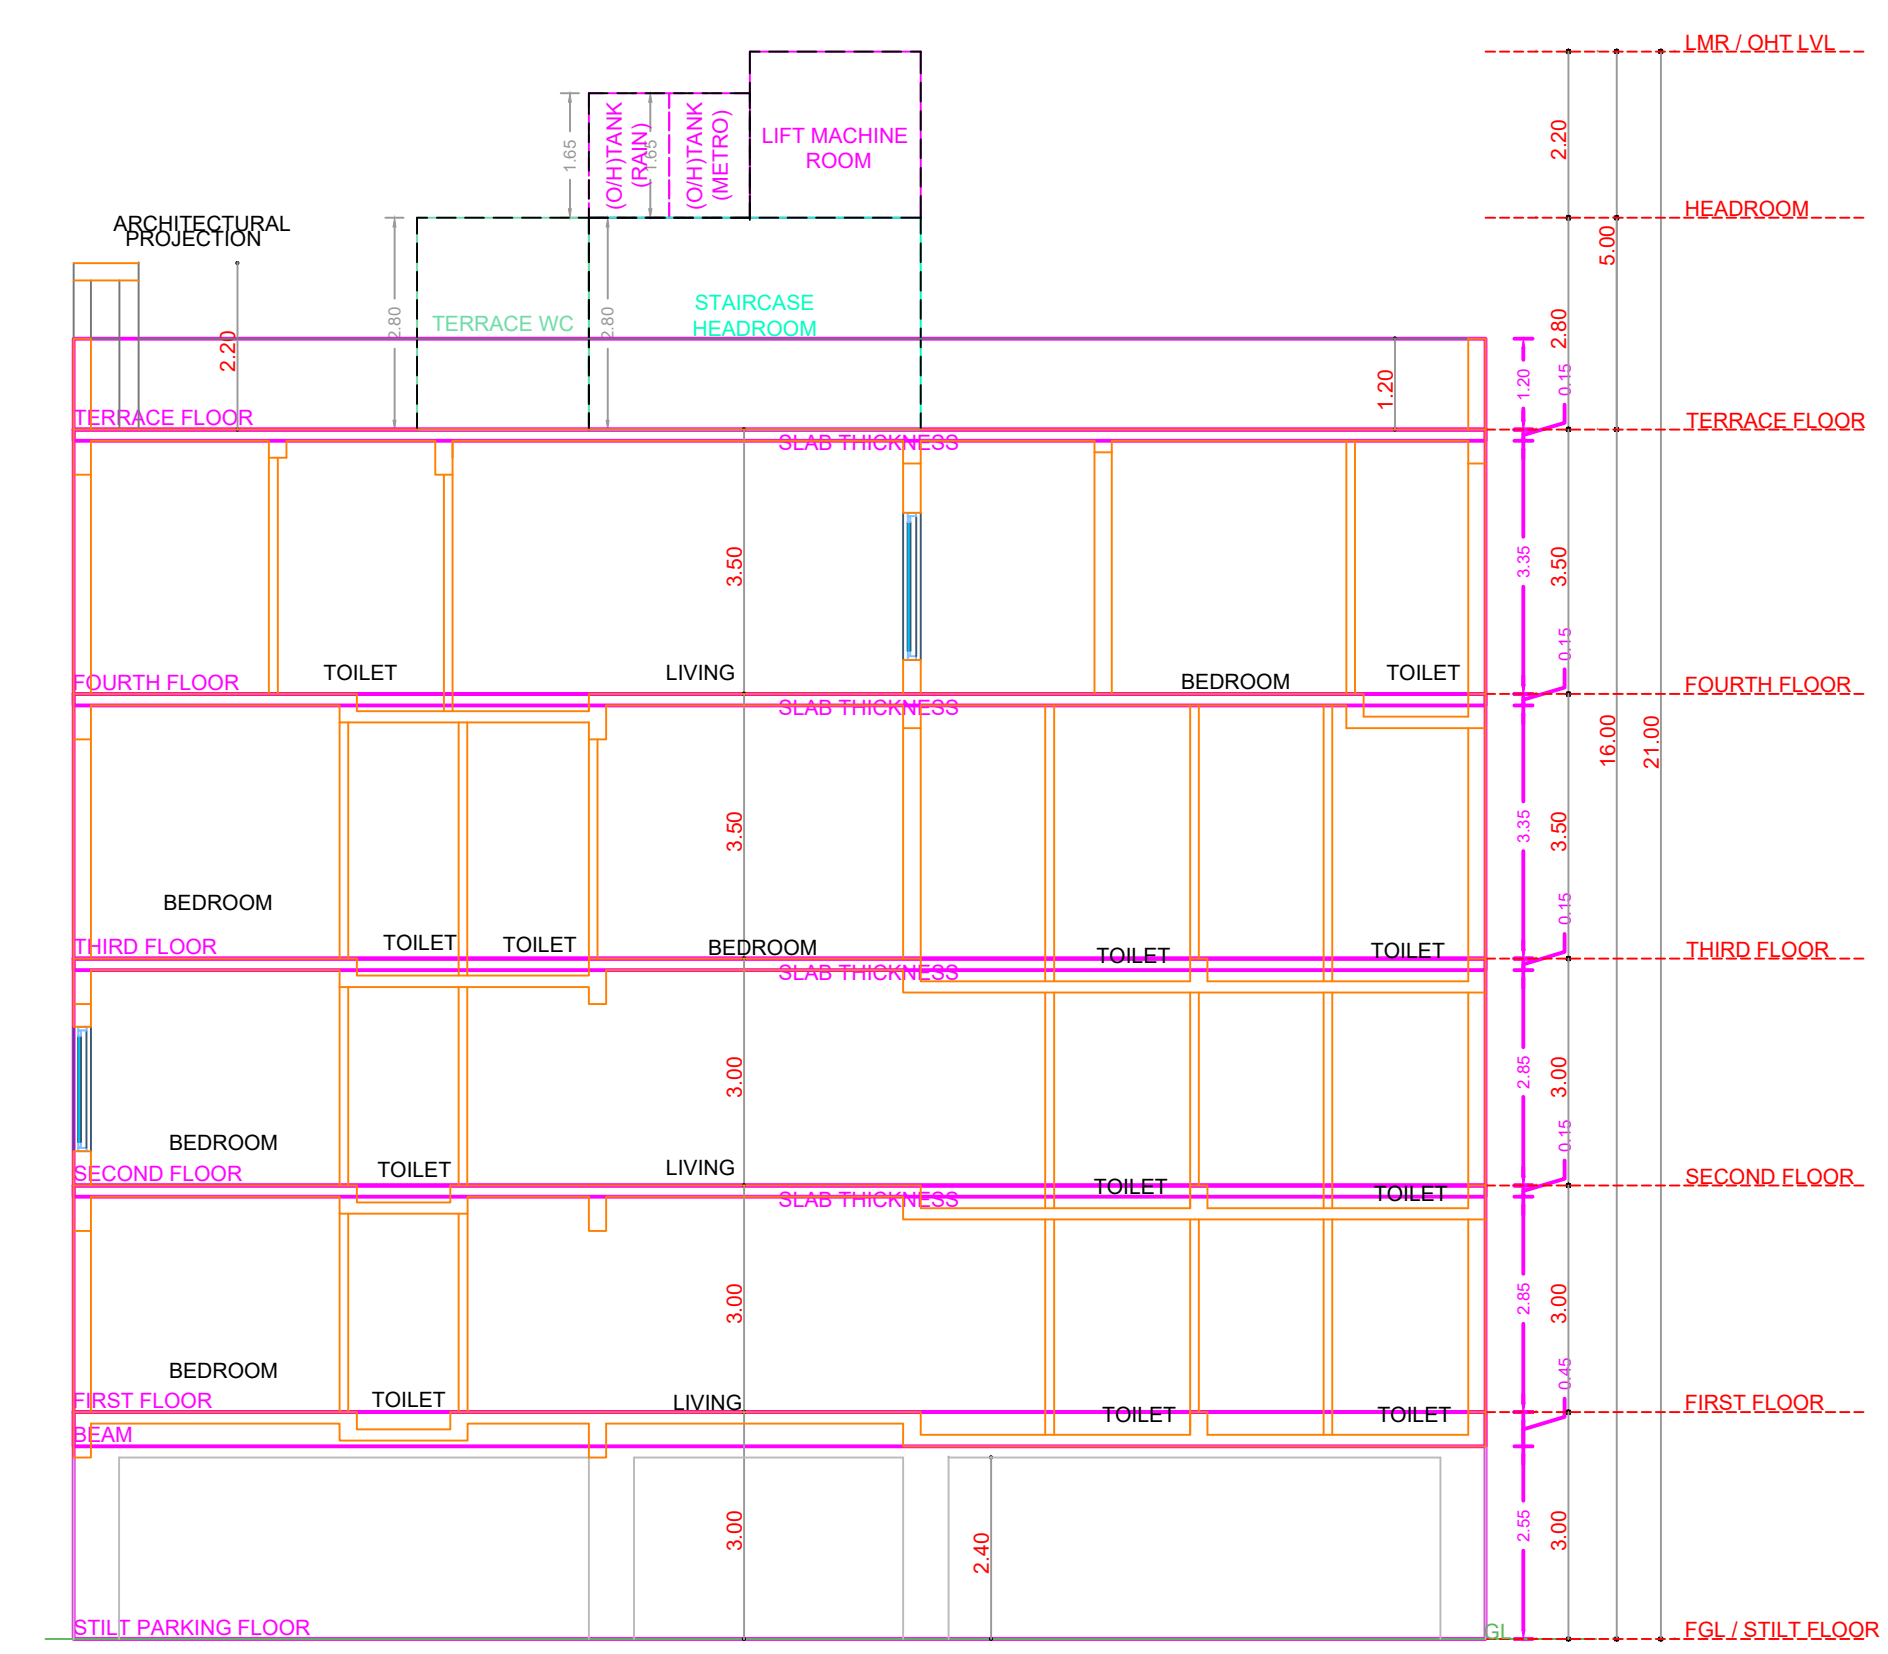 LMR / OHT LVL
1.65
(O/H)TANK
(RAIN)
1.65
(O/H)TANK
(METRO)
LIFT MACHINE
ROOM
2.20
HEADROOM
ARCHITECTURAL
PROJECTION
5.00
2.20
2.80
TERRACE WC
2.80
STAIRCASE
HEADROOM
2.80
1.20
1.20
0.15
TERRACE FLOOR
TERRACE FLOOR
SLAB THICKNESS
3.50
3.35
3.50
0.15
TOILET
LIVING
BEDROOM
TOILET
FOURTH FLOOR
FOURTH FLOOR
SLAB THICKNESS
16.00
21.00
3.50
3.35
3.50
0.15
BEDROOM
TOILET
TOILET
BEDROOM
TOILET
TOILET
THIRD FLOOR
THIRD FLOOR
SLAB THICKNESS
3.00
2.85
3.00
0.15
BEDROOM
TOILET
LIVING
TOILET
TOILET
SECOND FLOOR
SECOND FLOOR
SLAB THICKNESS
3.00
2.85
3.00
0.45
BEDROOM
TOILET
LIVING
TOILET
TOILET
FIRST FLOOR
FIRST FLOOR
BEAM
3.00
2.40
2.55
3.00
STILT PARKING FLOOR
GL
FGL / STILT FLOOR